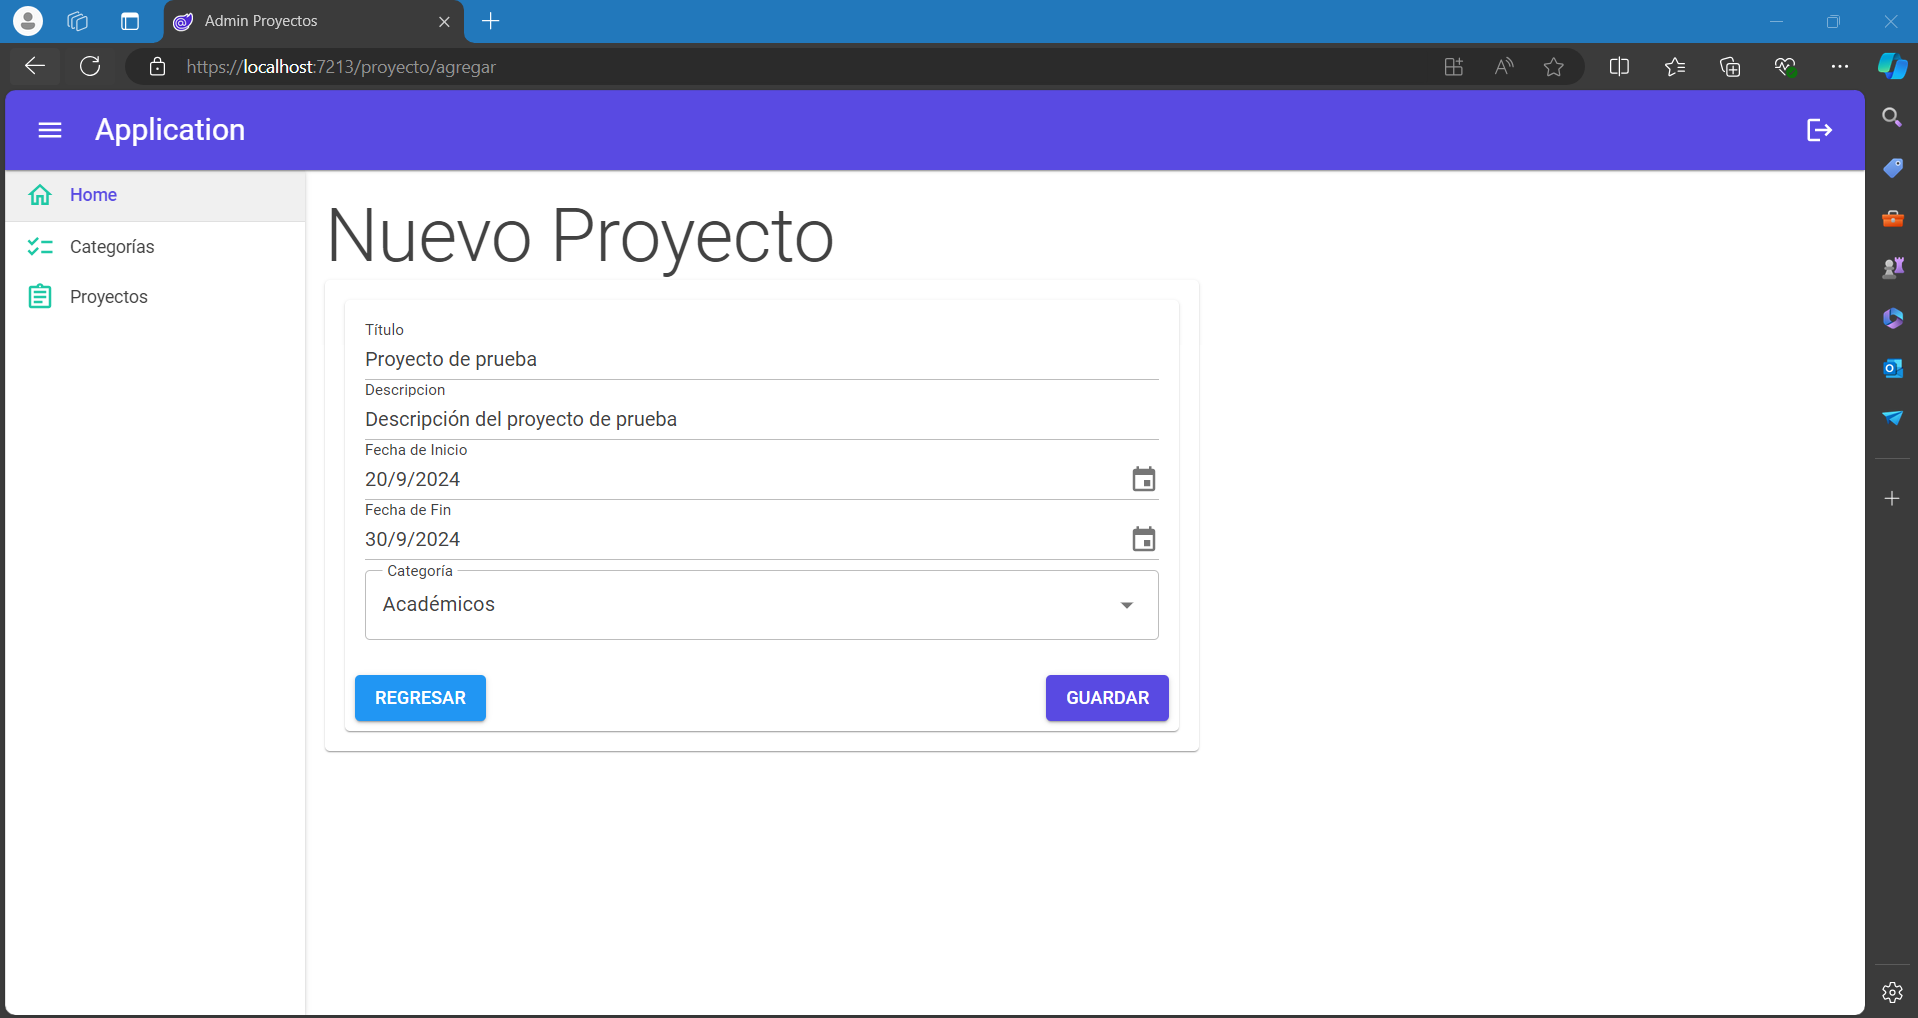 Admin Proyectos
https://localhost:7213/proyecto/agregar
Application
Home
Categorías
Proyectos
Nuevo Proyecto
Título
Proyecto de prueba
Descripcion
Descripción del proyecto de prueba
Fecha de Inicio
20/9/2024
Fecha de Fin
30/9/2024
Categoría
Académicos
REGRESAR
GUARDAR